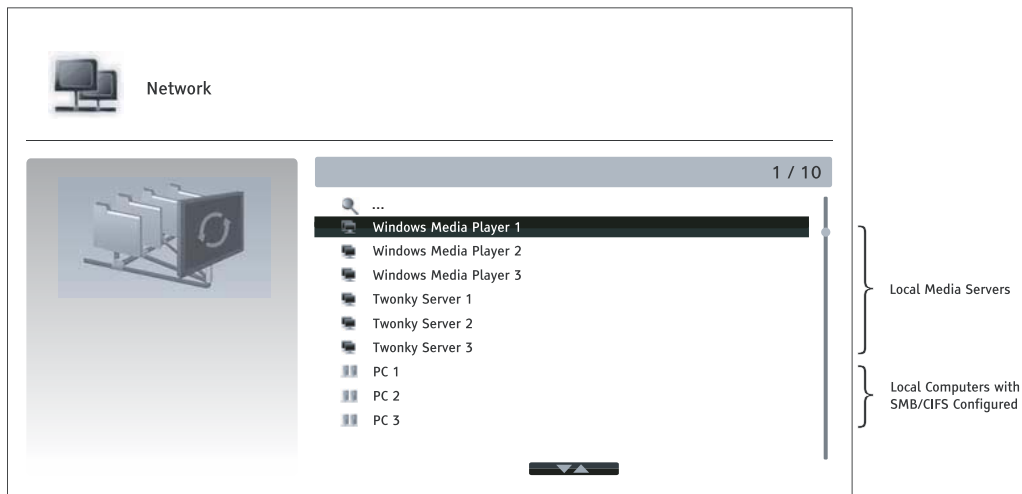 Network
1 / 10
...
Windows Media Player 1
Windows Media Player 2
Windows Media Player 3
Twonky Server 1
Twonky Server 2
Twonky Server 3
PC 1
PC 2
PC 3
Local Media Servers
Local Computers with
SMB/CIFS Configured